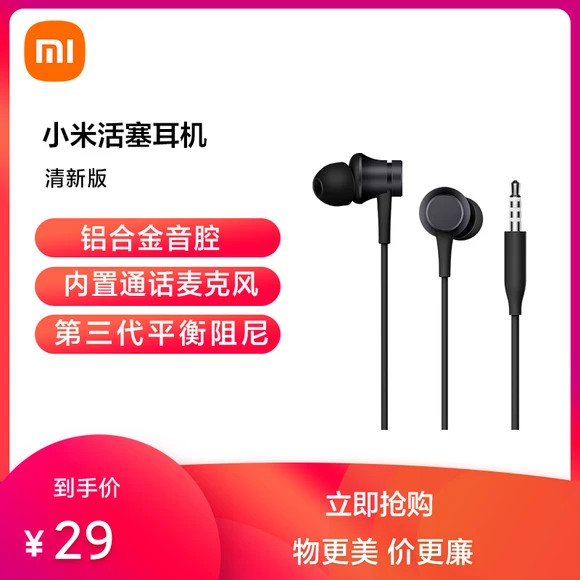 小米活塞耳机
清新版
铝合金音腔
内置通话麦克风
第三代平衡阻尼
到手价
¥29
立即抢购
物更美 价更廉